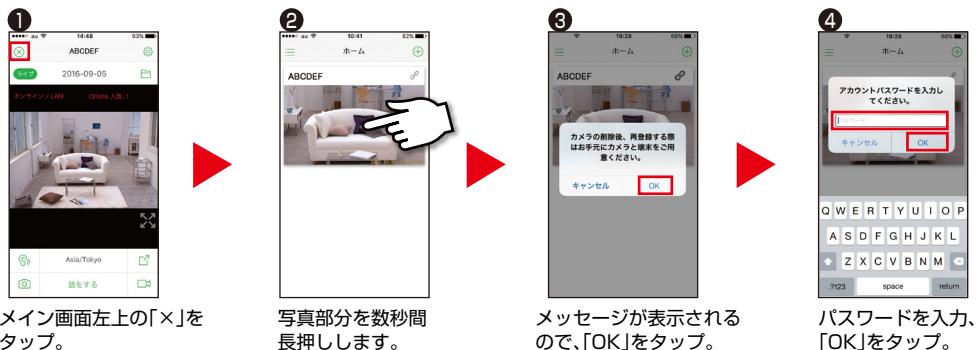 ❶
●●●●○ au 14:48 93%
ABCDEF
ライブ 2016-09-05
オンライン / LAN Online 人数: 1
Asia/Tokyo
話をする
メイン画面左上の「×」を
タップ。
❷
●●●●○ au 10:41 82%
ホーム
ABCDEF
写真部分を数秒間
長押しします。
❸
19:29 66%
ホーム
ABCDEF
カメラの削除後、再登録する際
はお手元にカメラと端末をご用
意ください。
キャンセル OK
メッセージが表示される
ので、「OK」をタップ。
❹
19:29 66%
ホーム
アカウントパスワードを入力し
てください。
パスワード
キャンセル OK
Q W E R T Y U I O P
A S D F G H J K L
Z X C V B N M
.?123 space return
パスワードを入力、
「OK」をタップ。